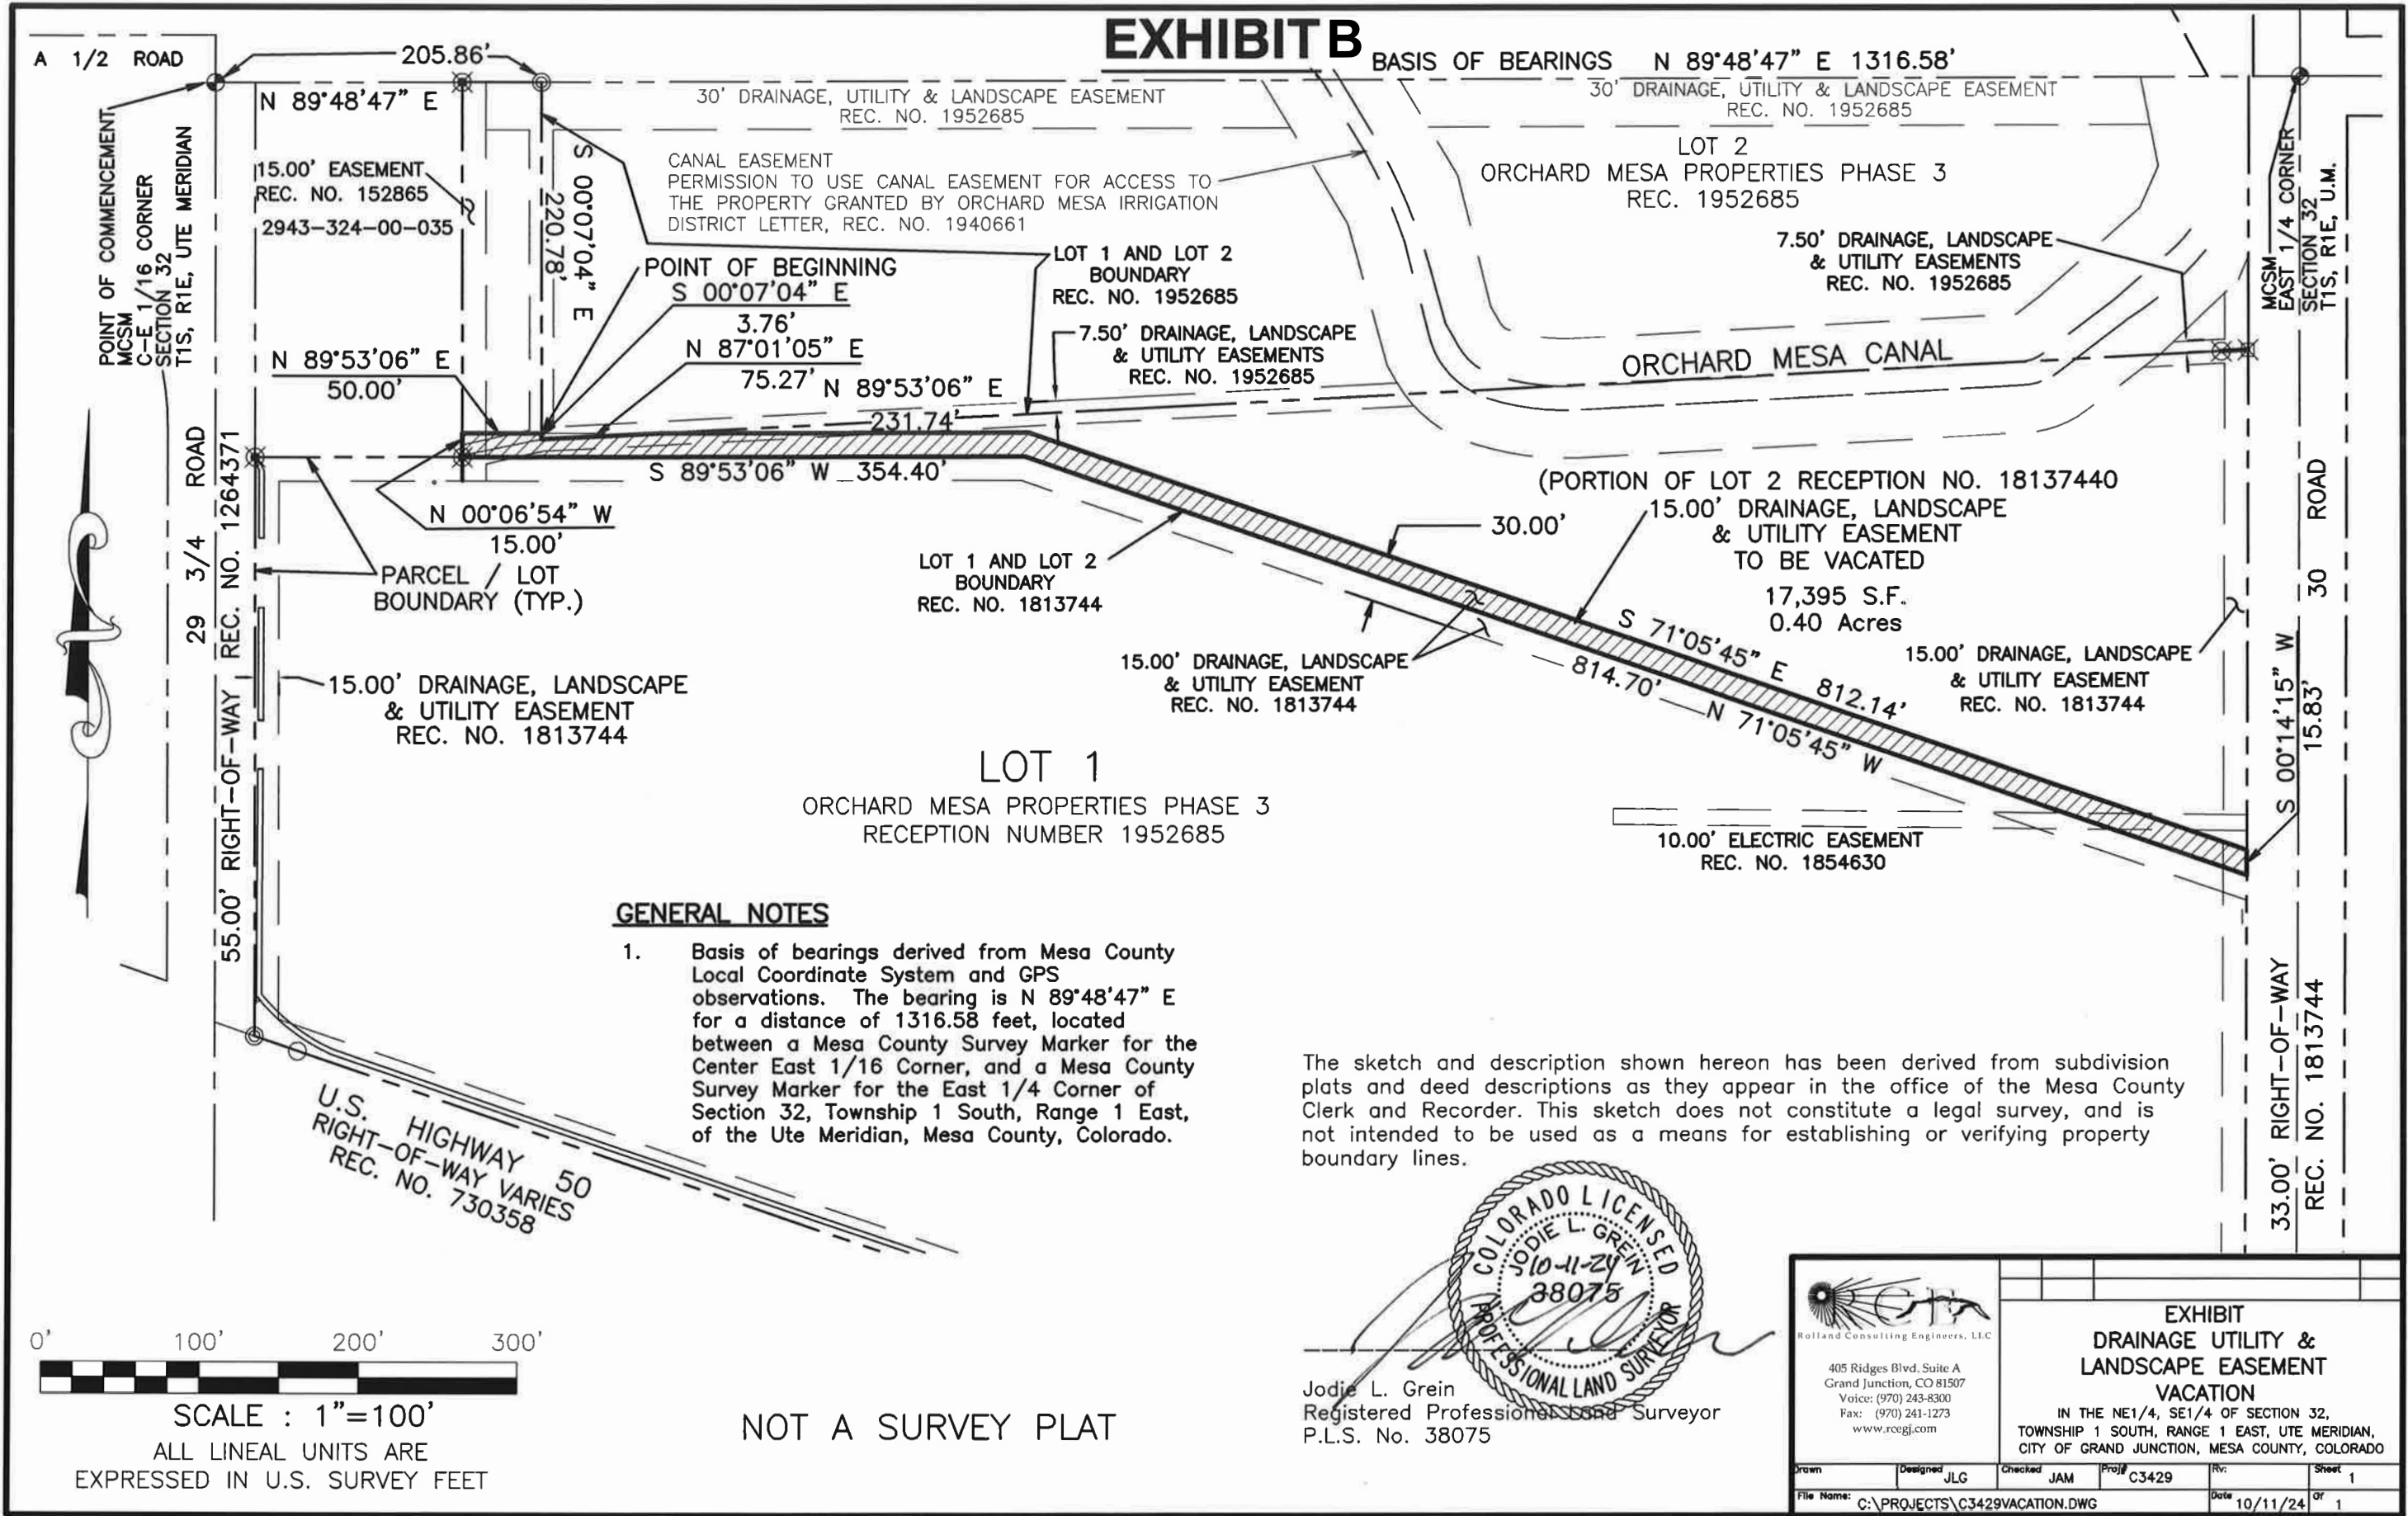 EXHIBIT B
A 1/2 ROAD
205.86'
BASIS OF BEARINGS N 89°48'47" E 1316.58'
N 89°48'47" E
30' DRAINAGE, UTILITY & LANDSCAPE EASEMENT
REC. NO. 1952685
30' DRAINAGE, UTILITY & LANDSCAPE EASEMENT
REC. NO. 1952685
POINT OF COMMENCEMENT
MCSM
C-E 1/16 CORNER
SECTION 32
T1S, R1E, UTE MERIDIAN
15.00' EASEMENT
REC. NO. 152865
2943-324-00-035
S 00°07'04" E
220.78'
CANAL EASEMENT
PERMISSION TO USE CANAL EASEMENT FOR ACCESS TO
THE PROPERTY GRANTED BY ORCHARD MESA IRRIGATION
DISTRICT LETTER, REC. NO. 1940661
LOT 2
ORCHARD MESA PROPERTIES PHASE 3
REC. 1952685
MCSM
EAST 1/4 CORNER
SECTION 32
T1S, R1E, U.M.
POINT OF BEGINNING
S 00°07'04" E
3.76'
N 87°01'05" E
75.27'
LOT 1 AND LOT 2
BOUNDARY
REC. NO. 1952685
7.50' DRAINAGE, LANDSCAPE
& UTILITY EASEMENTS
REC. NO. 1952685
7.50' DRAINAGE, LANDSCAPE
& UTILITY EASEMENTS
REC. NO. 1952685
ORCHARD MESA CANAL
N 89°53'06" E
50.00'
N 89°53'06" E
231.74'
S 89°53'06" W 354.40'
N 00°06'54" W
15.00'
PARCEL / LOT
BOUNDARY (TYP.)
29 3/4 ROAD
55.00' RIGHT-OF-WAY REC. NO. 1264371
(PORTION OF LOT 2 RECEPTION NO. 18137440
15.00' DRAINAGE, LANDSCAPE
& UTILITY EASEMENT
TO BE VACATED
17,395 S.F.
0.40 Acres
30.00'
LOT 1 AND LOT 2
BOUNDARY
REC. NO. 1813744
15.00' DRAINAGE, LANDSCAPE
& UTILITY EASEMENT
REC. NO. 1813744
S 71°05'45" E 812.14'
814.70' N 71°05'45" W
15.00' DRAINAGE, LANDSCAPE
& UTILITY EASEMENT
REC. NO. 1813744
S 00°14'15" W
15.83'
30 ROAD
15.00' DRAINAGE, LANDSCAPE
& UTILITY EASEMENT
REC. NO. 1813744
LOT 1
ORCHARD MESA PROPERTIES PHASE 3
RECEPTION NUMBER 1952685
10.00' ELECTRIC EASEMENT
REC. NO. 1854630
33.00' RIGHT-OF-WAY
REC. NO. 1813744
GENERAL NOTES
1. Basis of bearings derived from Mesa County
Local Coordinate System and GPS
observations. The bearing is N 89°48'47" E
for a distance of 1316.58 feet, located
between a Mesa County Survey Marker for the
Center East 1/16 Corner, and a Mesa County
Survey Marker for the East 1/4 Corner of
Section 32, Township 1 South, Range 1 East,
of the Ute Meridian, Mesa County, Colorado.
U.S. HIGHWAY 50
RIGHT-OF-WAY VARIES
REC. NO. 730358
The sketch and description shown hereon has been derived from subdivision
plats and deed descriptions as they appear in the office of the Mesa County
Clerk and Recorder. This sketch does not constitute a legal survey, and is
not intended to be used as a means for establishing or verifying property
boundary lines.
COLORADO LICENSED
JODIE L. GREIN
10-11-24
38075
PROFESSIONAL LAND SURVEYOR
Jodie L. Grein
Registered Professional Land Surveyor
P.L.S. No. 38075
0' 100' 200' 300'
SCALE : 1"=100'
ALL LINEAL UNITS ARE
EXPRESSED IN U.S. SURVEY FEET
NOT A SURVEY PLAT
Rolland Consulting Engineers, LLC
405 Ridges Blvd. Suite A
Grand Junction, CO 81507
Voice: (970) 243-8300
Fax: (970) 241-1273
www.rcegj.com
EXHIBIT
DRAINAGE UTILITY &
LANDSCAPE EASEMENT
VACATION
IN THE NE1/4, SE1/4 OF SECTION 32,
TOWNSHIP 1 SOUTH, RANGE 1 EAST, UTE MERIDIAN,
CITY OF GRAND JUNCTION, MESA COUNTY, COLORADO
Drawn Designed JLG Checked JAM Proj# C3429 Rv: Sheet 1
File Name: C:\PROJECTS\C3429VACATION.DWG Date 10/11/24 Of 1